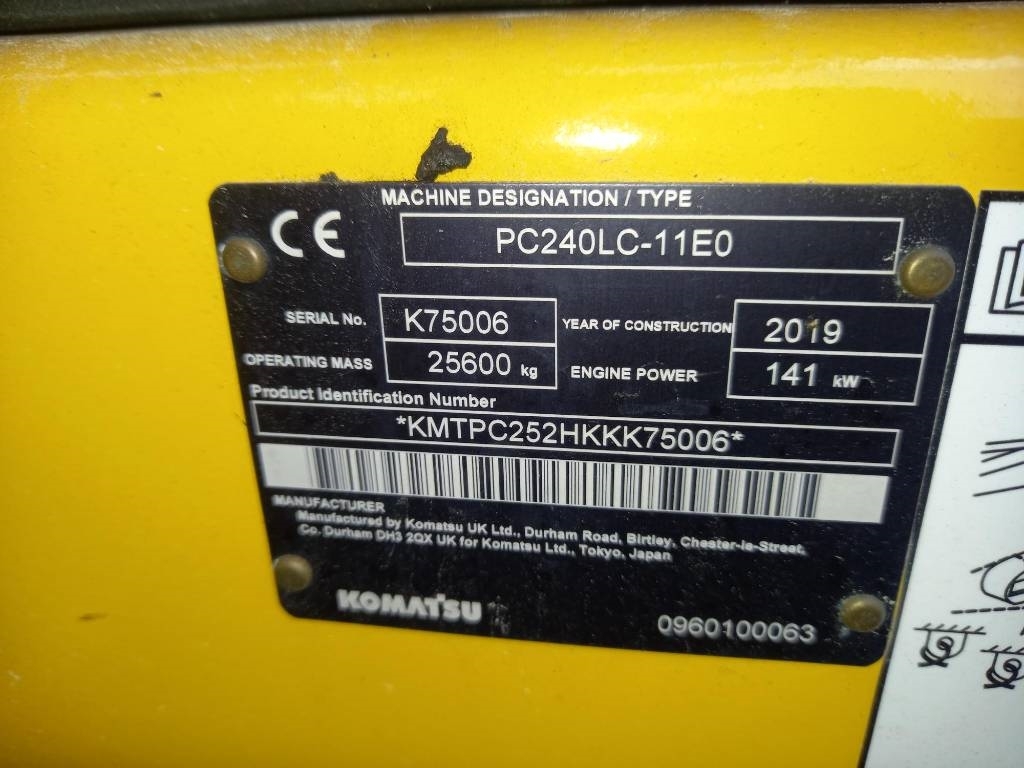 MACHINE DESIGNATION / TYPE
CE
PC240LC-11E0
SERIAL No. K75006 YEAR OF CONSTRUCTION 2019
OPERATING MASS 25600 kg ENGINE POWER 141 kW
Product Identification Number
*KMTPC252HKKK75006*
MANUFACTURER
Manufactured by Komatsu UK Ltd., Durham Road, Birtley, Chester-le-Street,
Co. Durham DH3 2QX UK for Komatsu Ltd., Tokyo, Japan
KOMATSU 0960100063